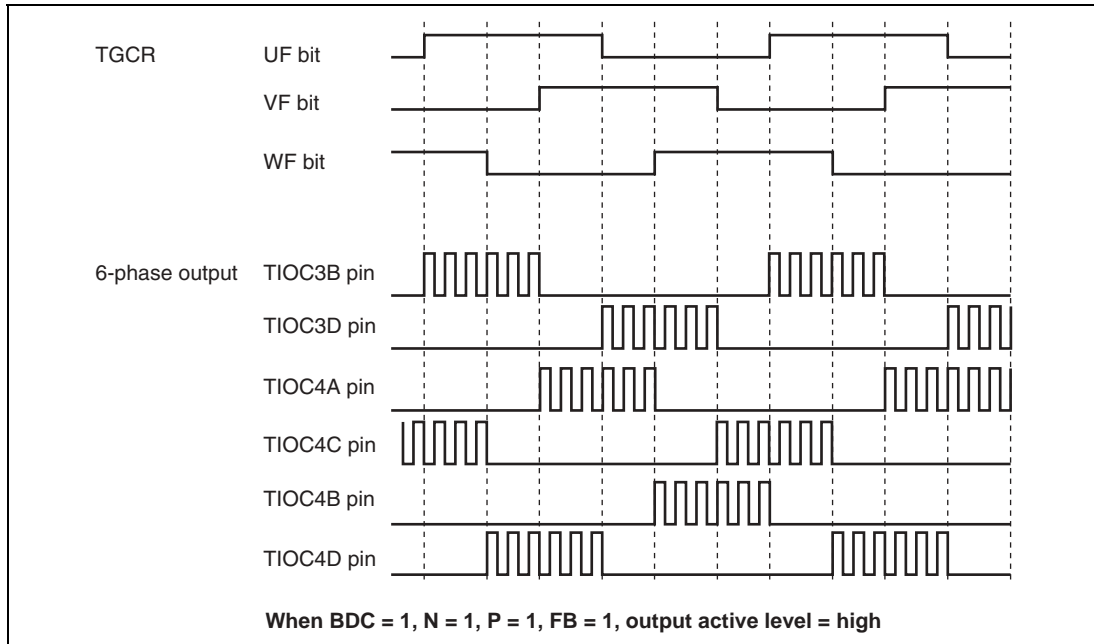 TGCR UF bit
VF bit
WF bit
6-phase output TIOC3B pin
TIOC3D pin
TIOC4A pin
TIOC4C pin
TIOC4B pin
TIOC4D pin
When BDC = 1, N = 1, P = 1, FB = 1, output active level = high